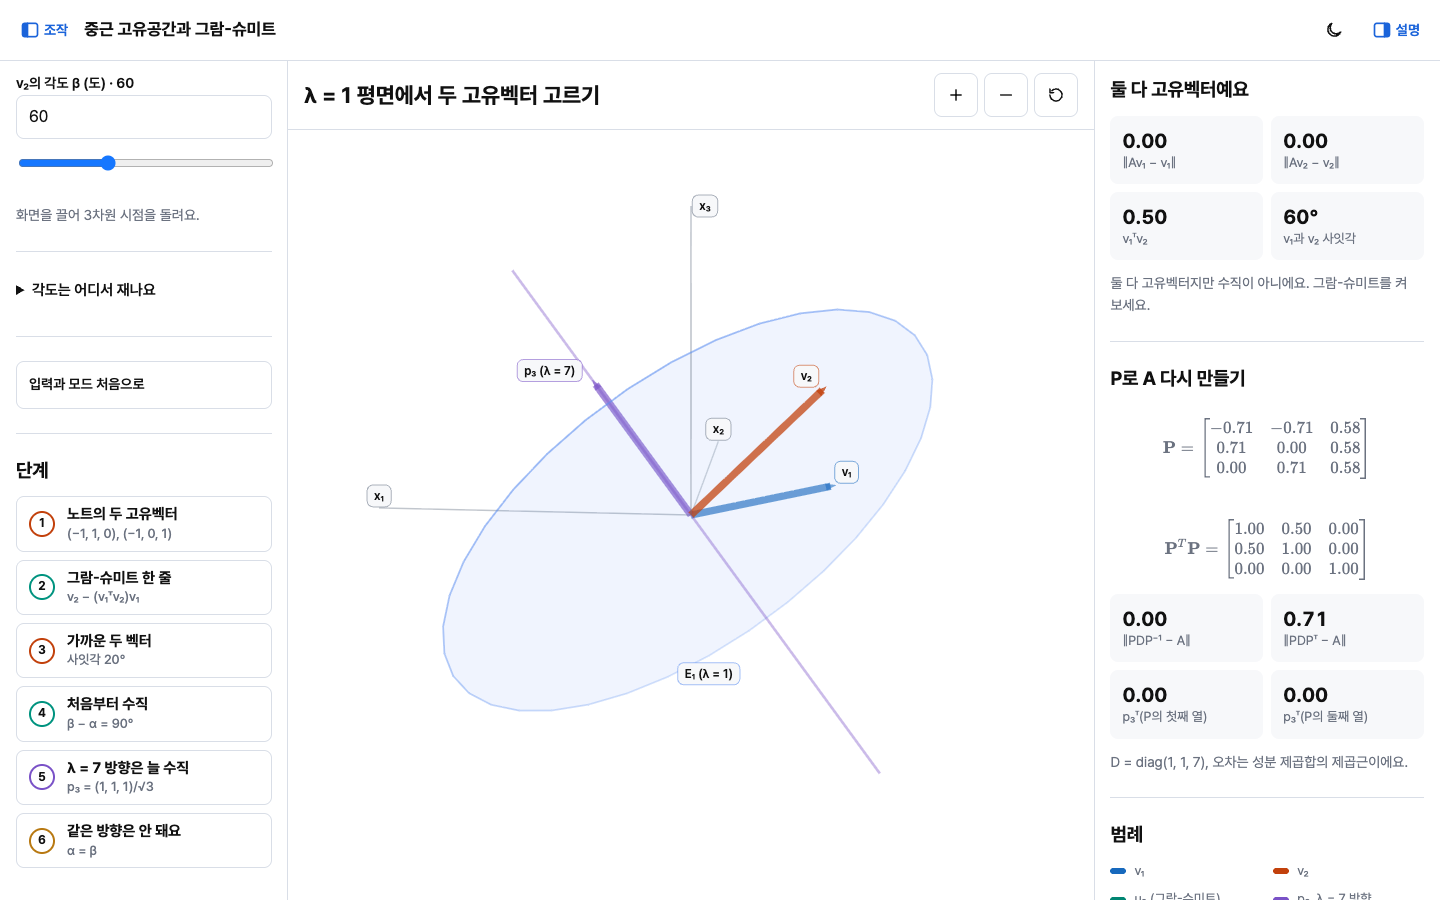 조작
중근 고유공간과 그람-슈미트
설명
v₂의 각도 β (도) · 60
60
화면을 끌어 3차원 시점을 돌려요.
▶ 각도는 어디서 재나요
입력과 모드 처음으로
단계
1 노트의 두 고유벡터
(−1, 1, 0), (−1, 0, 1)
2 그람-슈미트 한 줄
v₂ − (v₁ᵀv₂)v₁
3 가까운 두 벡터
사잇각 20°
4 처음부터 수직
β − α = 90°
5 λ = 7 방향은 늘 수직
p₃ = (1, 1, 1)/√3
6 같은 방향은 안 돼요
α = β
λ = 1 평면에서 두 고유벡터 고르기
x₃
p₃ (λ = 7)
v₂
x₂
v₁
x₁
E₁ (λ = 1)
둘 다 고유벡터예요
0.00
‖Av₁ − v₁‖
0.00
‖Av₂ − v₂‖
0.50
v₁ᵀv₂
60°
v₁과 v₂ 사잇각
둘 다 고유벡터지만 수직이 아니에요. 그람-슈미트를 켜
보세요.
P로 A 다시 만들기
P = [−0.71 −0.71 0.58
0.71 0.00 0.58
0.00 0.71 0.58]
PᵀP = [1.00 0.50 0.00
0.50 1.00 0.00
0.00 0.00 1.00]
0.00
‖PDP⁻¹ − A‖
0.71
‖PDPᵀ − A‖
0.00
p₃ᵀ(P의 첫째 열)
0.00
p₃ᵀ(P의 둘째 열)
D = diag(1, 1, 7), 오차는 성분 제곱합의 제곱근이에요.
범례
v₁
v₂